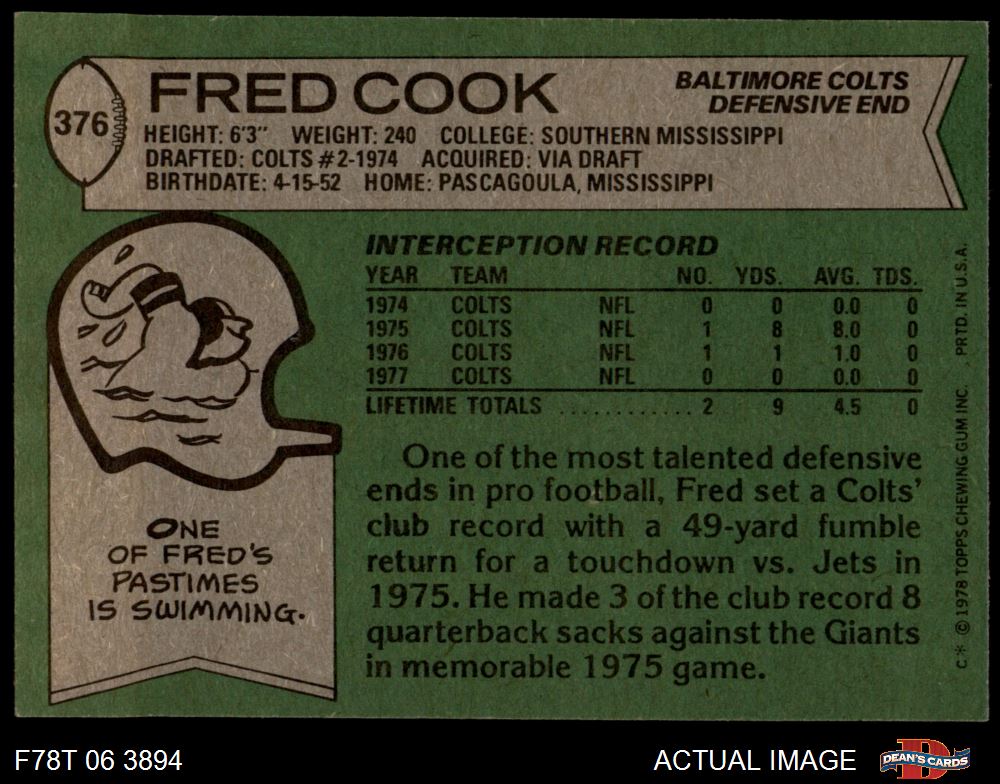 376
FRED COOK
BALTIMORE COLTS
DEFENSIVE END
HEIGHT: 6'3" WEIGHT: 240 COLLEGE: SOUTHERN MISSISSIPPI
DRAFTED: COLTS #2-1974 ACQUIRED: VIA DRAFT
BIRTHDATE: 4-15-52 HOME: PASCAGOULA, MISSISSIPPI
INTERCEPTION RECORD
YEAR TEAM NO. YDS. AVG. TDS.
1974 COLTS NFL 0 0 0.0 0
1975 COLTS NFL 1 8 8.0 0
1976 COLTS NFL 1 1 1.0 0
1977 COLTS NFL 0 0 0.0 0
LIFETIME TOTALS ............ 2 9 4.5 0
One of the most talented defensive
ends in pro football, Fred set a Colts'
club record with a 49-yard fumble
return for a touchdown vs. Jets in
1975. He made 3 of the club record 8
quarterback sacks against the Giants
in memorable 1975 game.
ONE
OF FRED'S
PASTIMES
IS SWIMMING.
C* © 1978 TOPPS CHEWING GUM INC. PRTD. IN U.S.A.
F78T 06 3894
ACTUAL IMAGE
D
DEAN'S CARDS